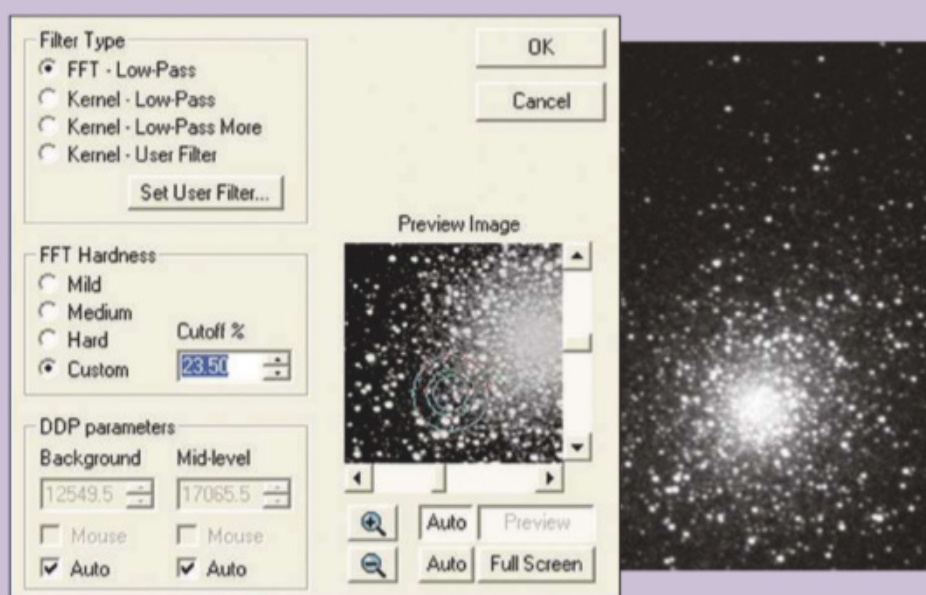 Filter Type
FFT - Low-Pass
Kernel - Low-Pass
Kernel - Low-Pass More
Kernel - User Filter
Set User Filter...
OK
Cancel
FFT Hardness
Mild
Medium
Hard
Custom
Cutoff %
23.50
DDP parameters
Background Mid-level
12549.5 17065.5
Mouse Mouse
Auto Auto
Preview Image
Auto Preview
Auto Full Screen